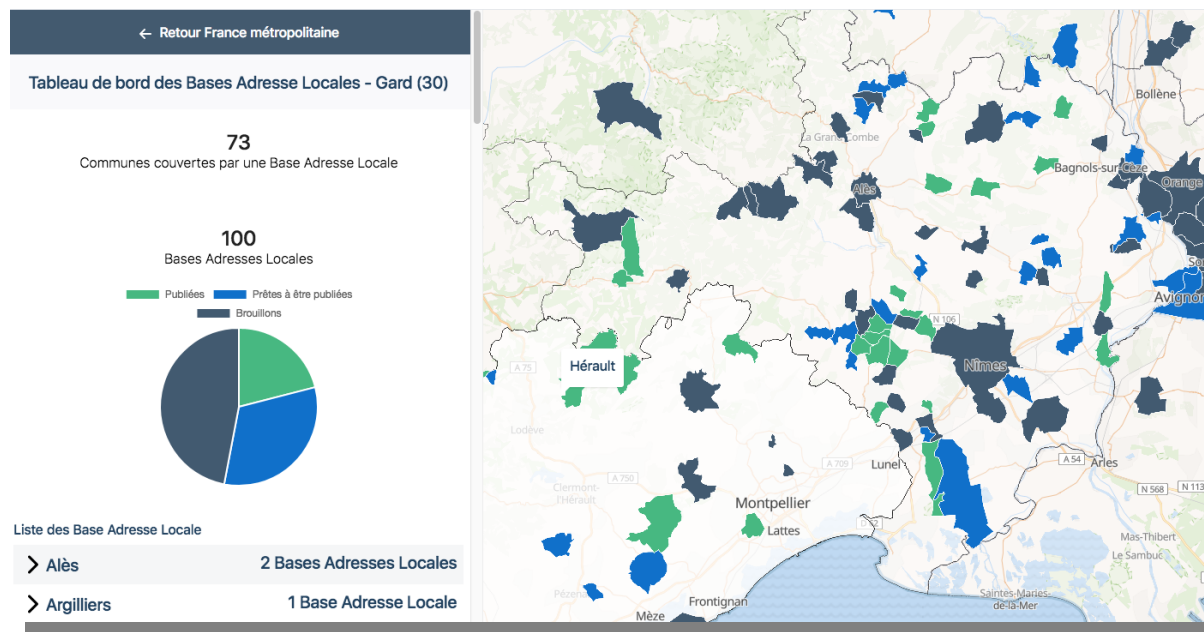 ← Retour France métropolitaine
Tableau de bord des Bases Adresse Locales - Gard (30)
73
Communes couvertes par une Base Adresse Locale
100
Bases Adresses Locales
Publiées Prêtes à être publiées
Brouillons
Liste des Base Adresse Locale
Alès 2 Bases Adresses Locales
Argilliers 1 Base Adresse Locale
Bollène
La Grand Combe
Bagnols-sur-Cèze
Alès
Orange
Avignon
N 106
Hérault
A 75
Nîmes
Lodève
Lunel
A 709
A 54
Arles
A 750
Clermont-
l'Hérault
N 568
N 113
Montpellier
Lattes
Mas-Thibert
Le Sambuc
Saintes-Maries-
de-la-Mer
Frontignan
Mèze